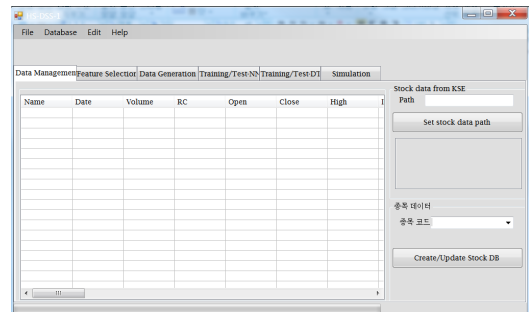 File Database Edit Help
Data Managemen Feature Selection Data Generation Training/Test-NN Training/Test-DT Simulation
Stock data from KSE
Path
Name Date Volume RC Open Close High
Set stock data path
종목 데이터
종목 코드
Create/Update Stock DB